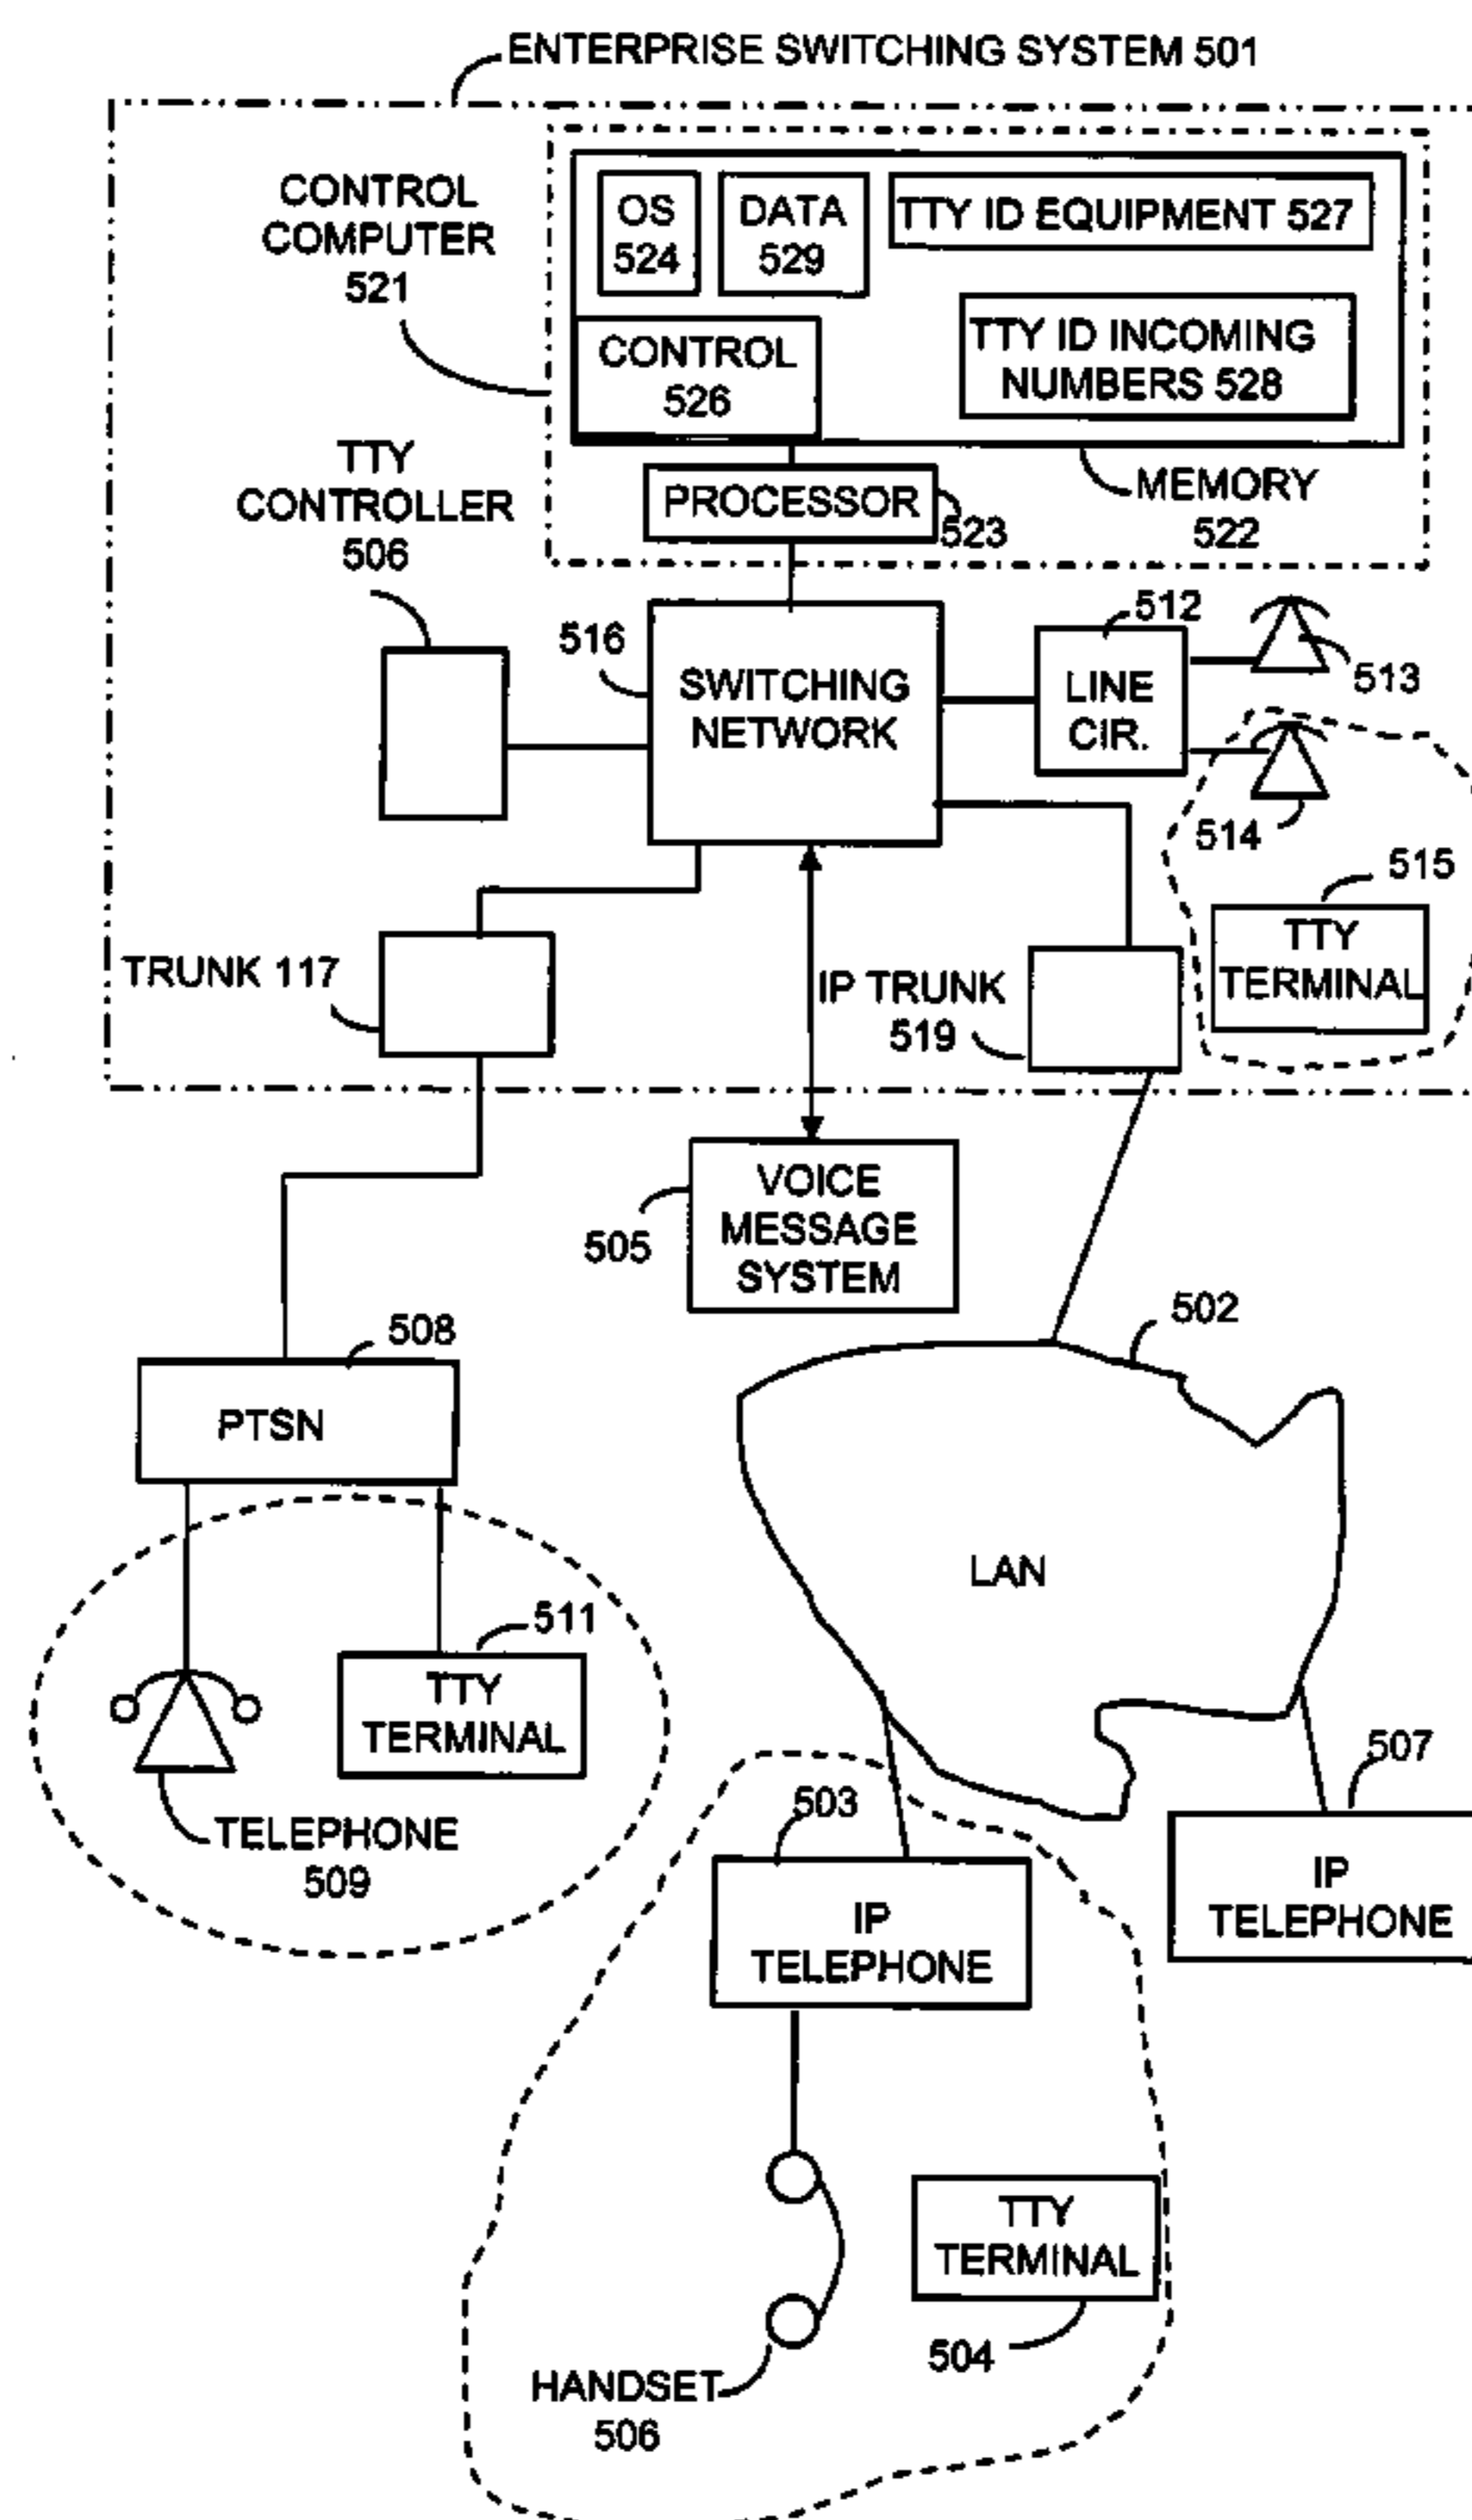 ENTERPRISE SWITCHING SYSTEM 501
CONTROL
COMPUTER
521
OS
524
DATA
529
TTY ID EQUIPMENT 527
TTY ID INCOMING
NUMBERS 528
CONTROL
526
MEMORY
522
PROCESSOR
523
TTY
CONTROLLER
506
516
SWITCHING
NETWORK
512
LINE
CIR.
513
514
515
TTY
TERMINAL
TRUNK 117
IP TRUNK
519
505
VOICE
MESSAGE
SYSTEM
508
PTSN
502
LAN
511
TTY
TERMINAL
TELEPHONE
509
503
IP
TELEPHONE
507
IP
TELEPHONE
TTY
TERMINAL
504
HANDSET
506